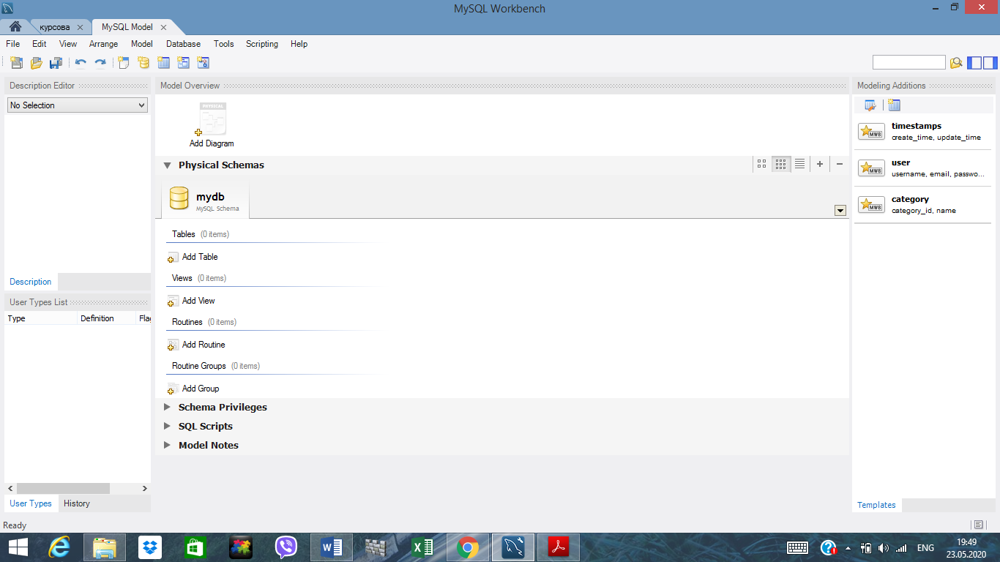 MySQL Workbench
курсова
MySQL Model
File Edit View Arrange Model Database Tools Scripting Help
Description Editor
No Selection
Description
User Types List
Type Definition Flag
User Types History
Model Overview
PHYSICAL
Add Diagram
Physical Schemas
mydb
MySQL Schema
Tables (0 items)
Add Table
Views (0 items)
Add View
Routines (0 items)
Add Routine
Routine Groups (0 items)
Add Group
Schema Privileges
SQL Scripts
Model Notes
Modeling Additions
MWB
timestamps
create_time, update_time
MWB
user
username, email, passwo...
MWB
category
category_id, name
Templates
Ready
ENG
19:49
23.05.2020